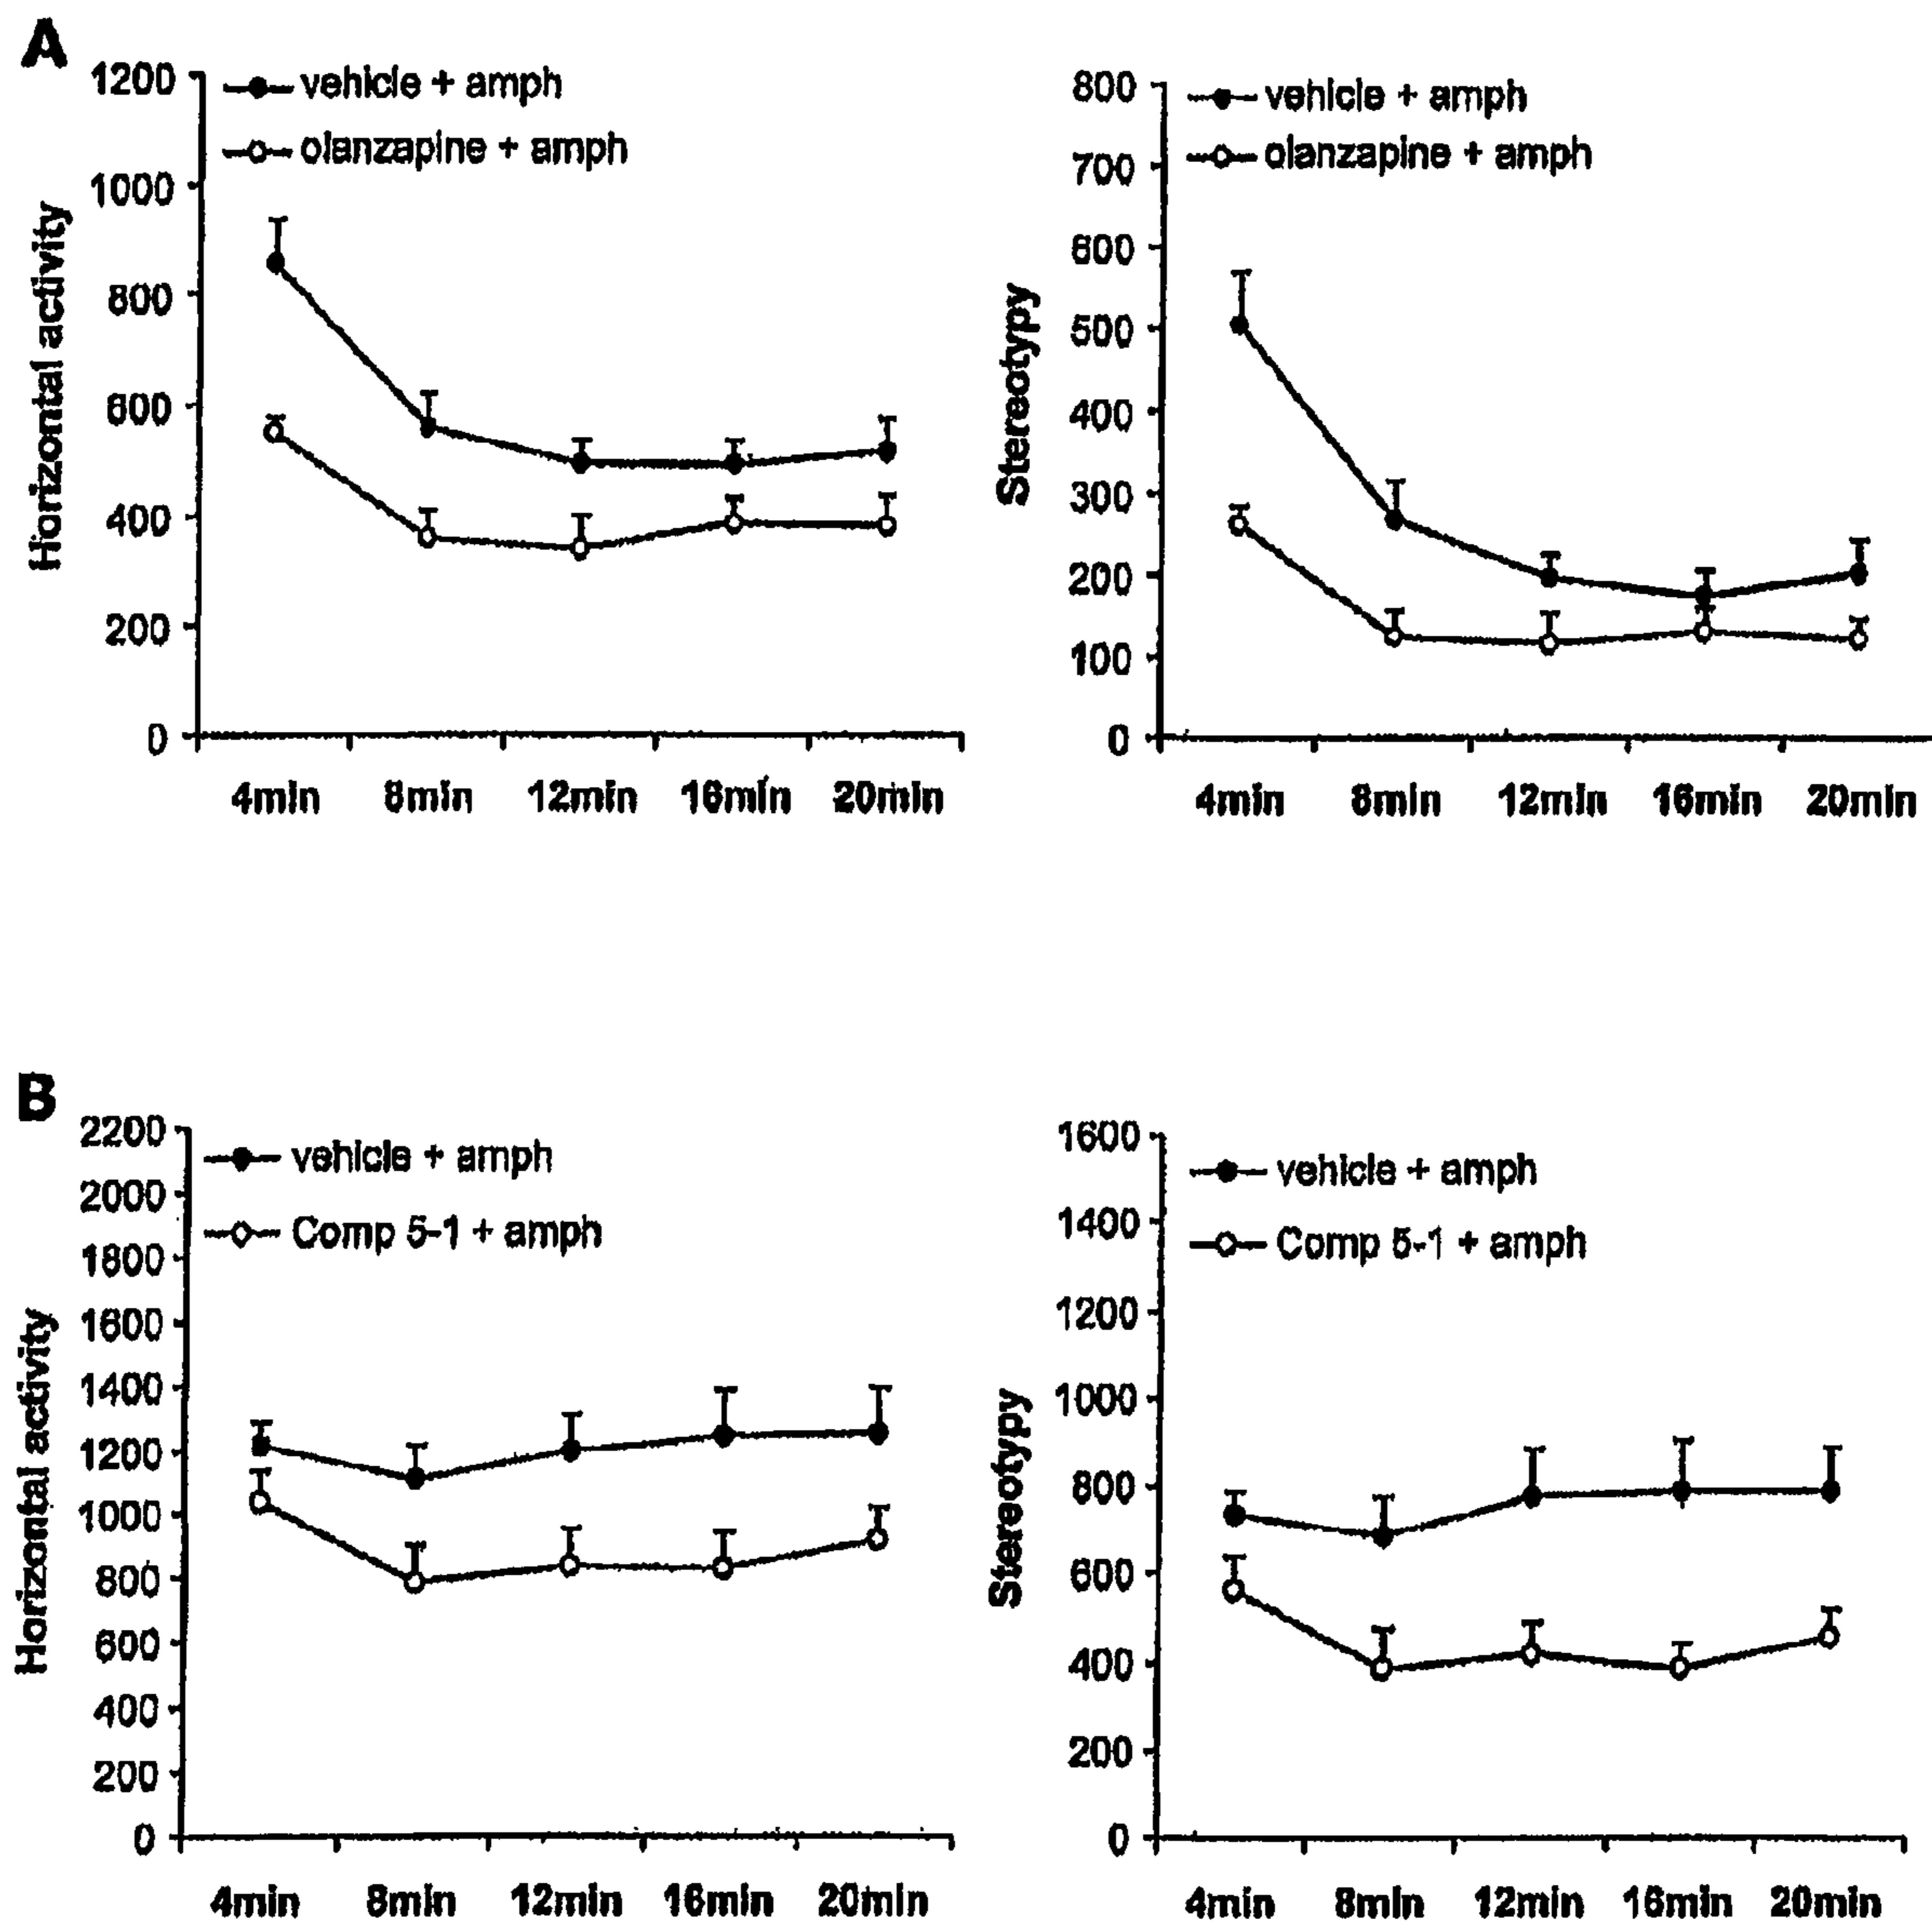 A
1200
1000
800
600
400
200
0
Horizontal activity
vehicle + amph
olanzapine + amph
4min 8min 12min 16min 20min
800
700
600
500
400
300
200
100
0
Stereotypy
vehicle + amph
olanzapine + amph
4min 8min 12min 16min 20min
B
2200
2000
1800
1600
1400
1200
1000
800
600
400
200
0
Horizontal activity
vehicle + amph
Comp 5-1 + amph
4min 8min 12min 16min 20min
1600
1400
1200
1000
800
600
400
200
0
Stereotypy
vehicle + amph
Comp 5-1 + amph
4min 8min 12min 16min 20min